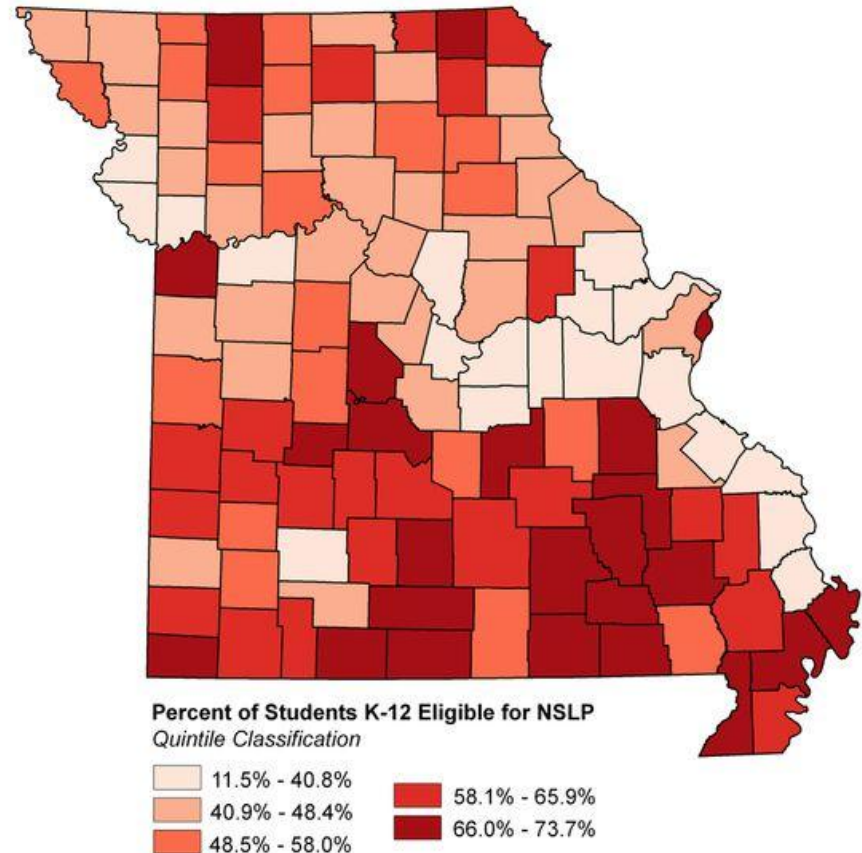 Percent of Students K-12 Eligible for NSLP
Quintile Classification
11.5% - 40.8%
40.9% - 48.4%
48.5% - 58.0%
58.1% - 65.9%
66.0% - 73.7%